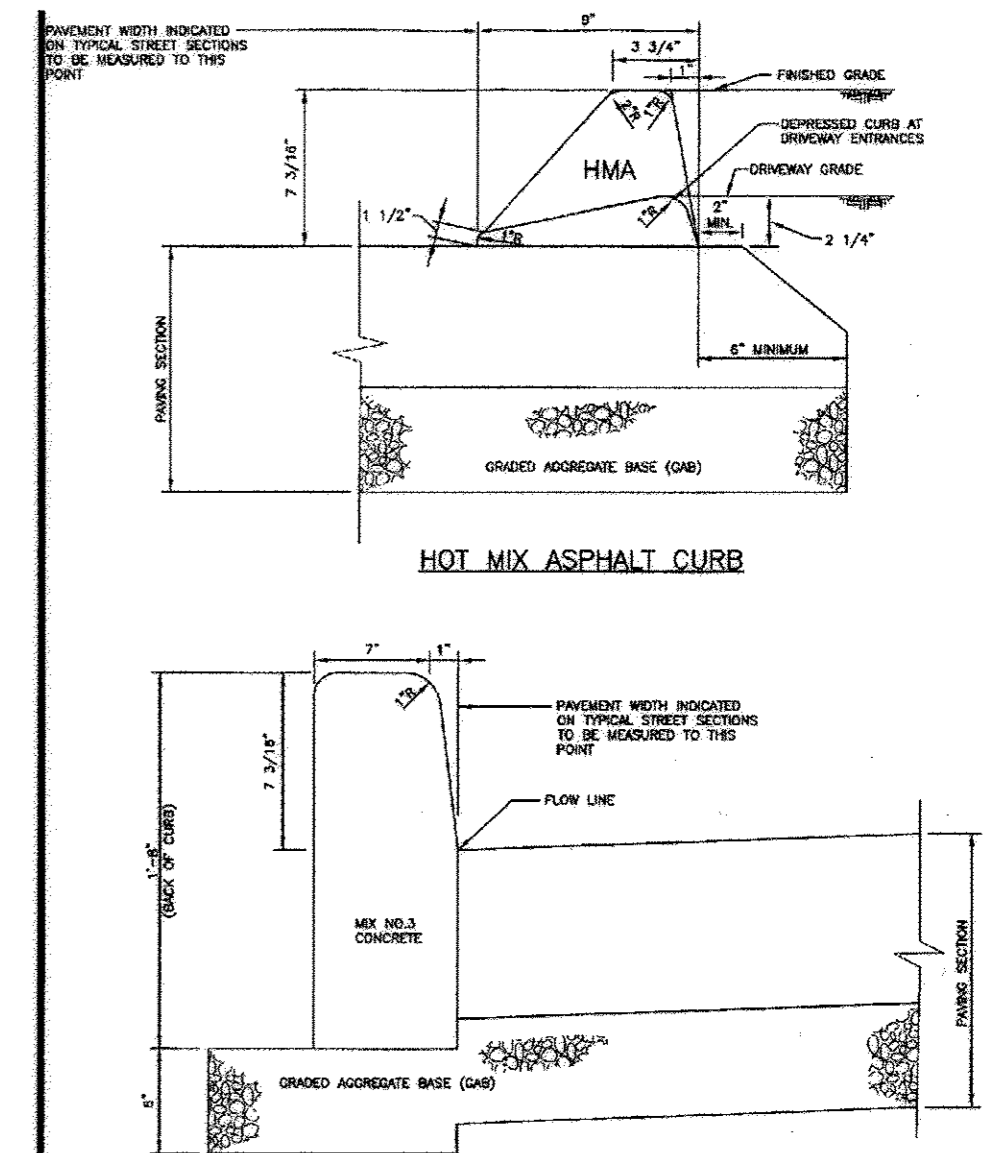 PAVEMENT WIDTH INDICATED
ON TYPICAL STREET SECTIONS
TO BE MEASURED TO THIS
POINT
9"
3 3/4"
1"
FINISHED GRADE
2"R
1"R
DEPRESSED CURB AT
DRIVEWAY ENTRANCES
HMA
DRIVEWAY GRADE
7 3/16"
1 1/2"
1"R
1"R
2"
MIN.
2 1/4"
PAVING SECTION
6" MINIMUM
GRADED AGGREGATE BASE (GAB)
HOT MIX ASPHALT CURB
7"
1"
1"R
PAVEMENT WIDTH INDICATED
ON TYPICAL STREET SECTIONS
TO BE MEASURED TO THIS
POINT
7 3/16"
FLOW LINE
1'-8"
(BACK OF CURB)
MIX NO.3
CONCRETE
PAVING SECTION
GRADED AGGREGATE BASE (GAB)